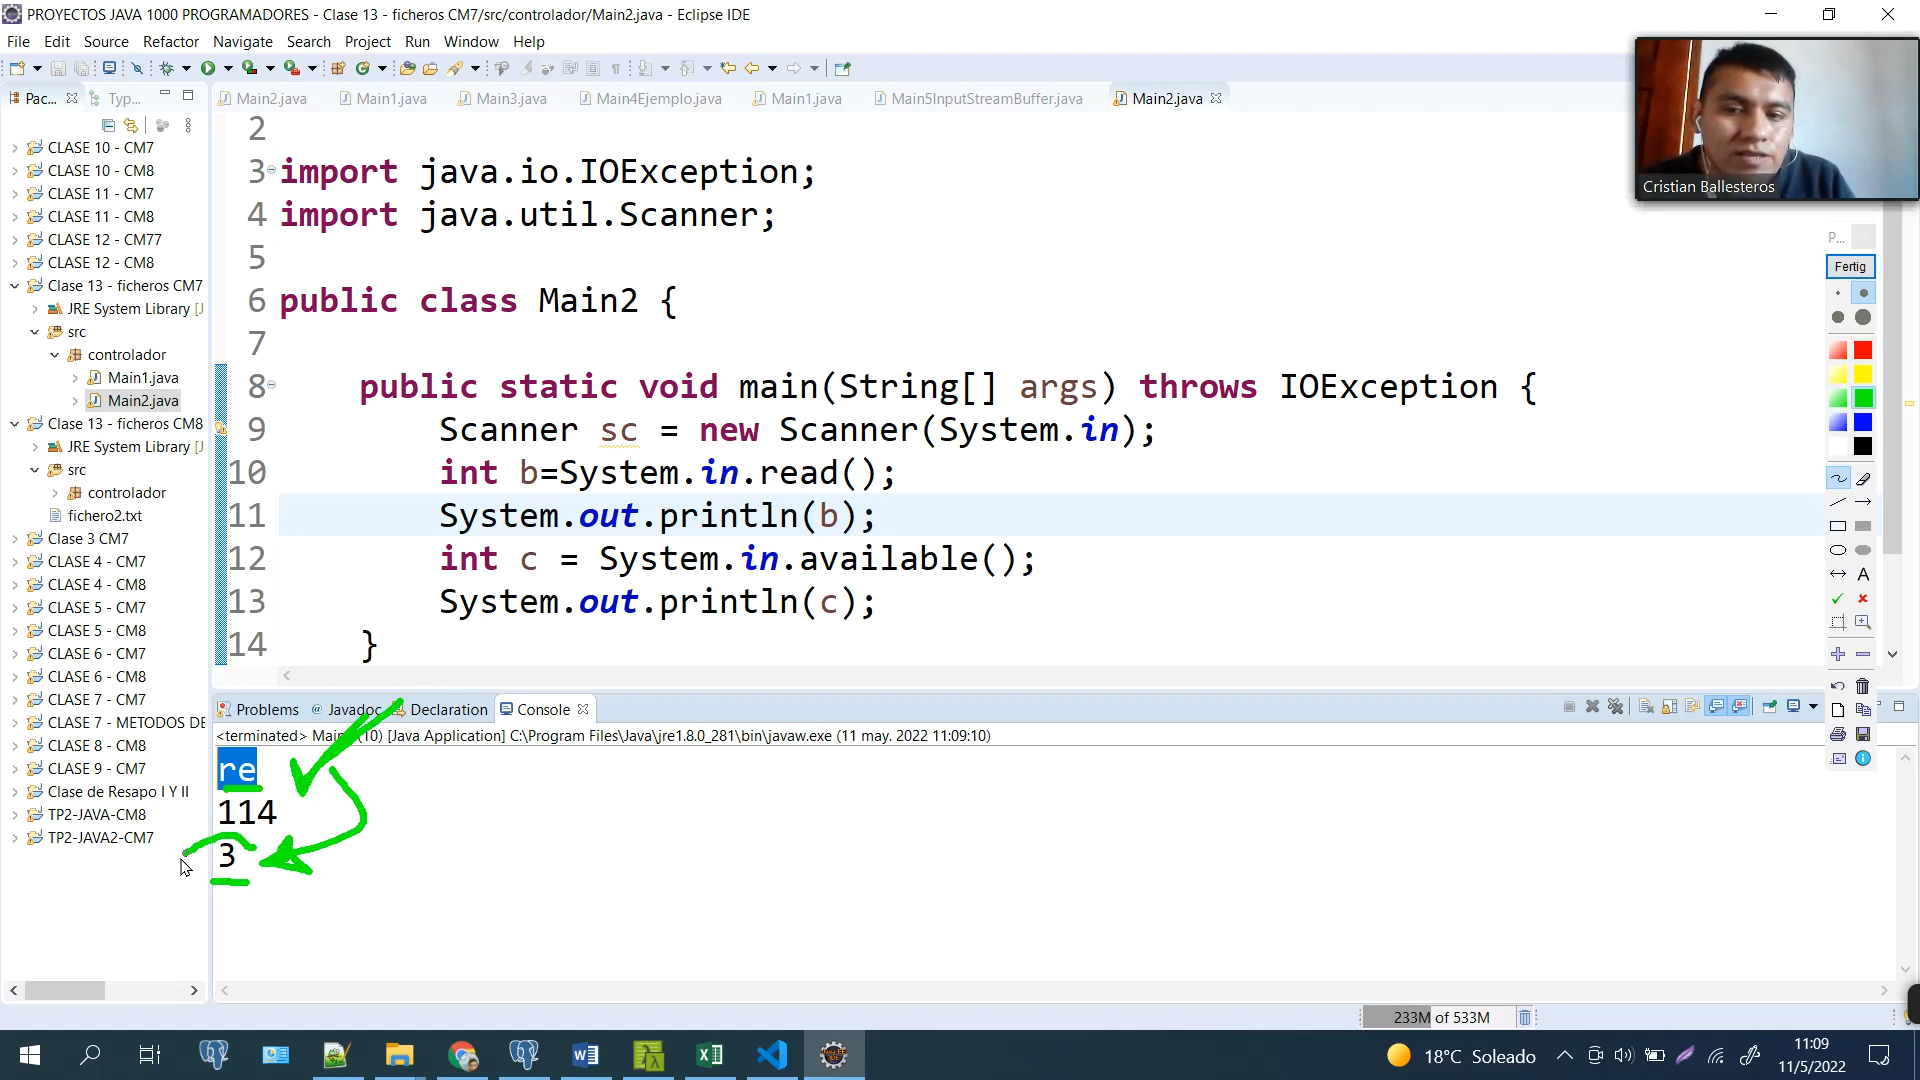 PROYECTOS JAVA 1000 PROGRAMADORES - Clase 13 - ficheros CM7/src/controlador/Main2.java - Eclipse IDE
File Edit Source Refactor Navigate Search Project Run Window Help
Pac... Typ...
Main2.java Main1.java Main3.java Main4Ejemplo.java Main1.java Main5InputStreamBuffer.java Main2.java
CLASE 10 - CM7
CLASE 10 - CM8
CLASE 11 - CM7
CLASE 11 - CM8
CLASE 12 - CM77
CLASE 12 - CM8
Clase 13 - ficheros CM7
JRE System Library [J
src
controlador
Main1.java
Main2.java
Clase 13 - ficheros CM8
JRE System Library [J
src
controlador
fichero2.txt
Clase 3 CM7
CLASE 4 - CM7
CLASE 4 - CM8
CLASE 5 - CM7
CLASE 5 - CM8
CLASE 6 - CM7
CLASE 6 - CM8
CLASE 7 - CM7
CLASE 7 - METODOS DE
CLASE 8 - CM8
CLASE 9 - CM7
Clase de Resapo I Y II
TP2-JAVA-CM8
TP2-JAVA2-CM7
2
3 import java.io.IOException;
4 import java.util.Scanner;
5
6 public class Main2 {
7
8 public static void main(String[] args) throws IOException {
9 Scanner sc = new Scanner(System.in);
10 int b=System.in.read();
11 System.out.println(b);
12 int c = System.in.available();
13 System.out.println(c);
14 }
Cristian Ballesteros
P...
Fertig
A
Problems @ Javadoc Declaration Console
<terminated> Main (10) [Java Application] C:\Program Files\Java\jre1.8.0_281\bin\javaw.exe (11 may. 2022 11:09:10)
re
114
3
233M of 533M
18°C Soleado
11:09
11/5/2022